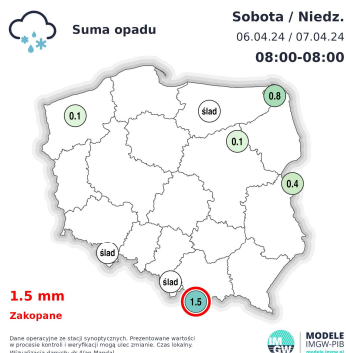 Suma opadu
Sobota / Niedz.
06.04.24 / 07.04.24
08:00-08:00
0.8
0.1
ślad
0.1
0.4
ślad
ślad
1.5
1.5 mm
Zakopane
Dane operacyjne ze stacji synoptycznych. Prezentowane wartości
w procesie kontroli i weryfikacji mogą ulec zmianie. Czas lokalny.
IM
GW
MODELE
IMGW-PIB